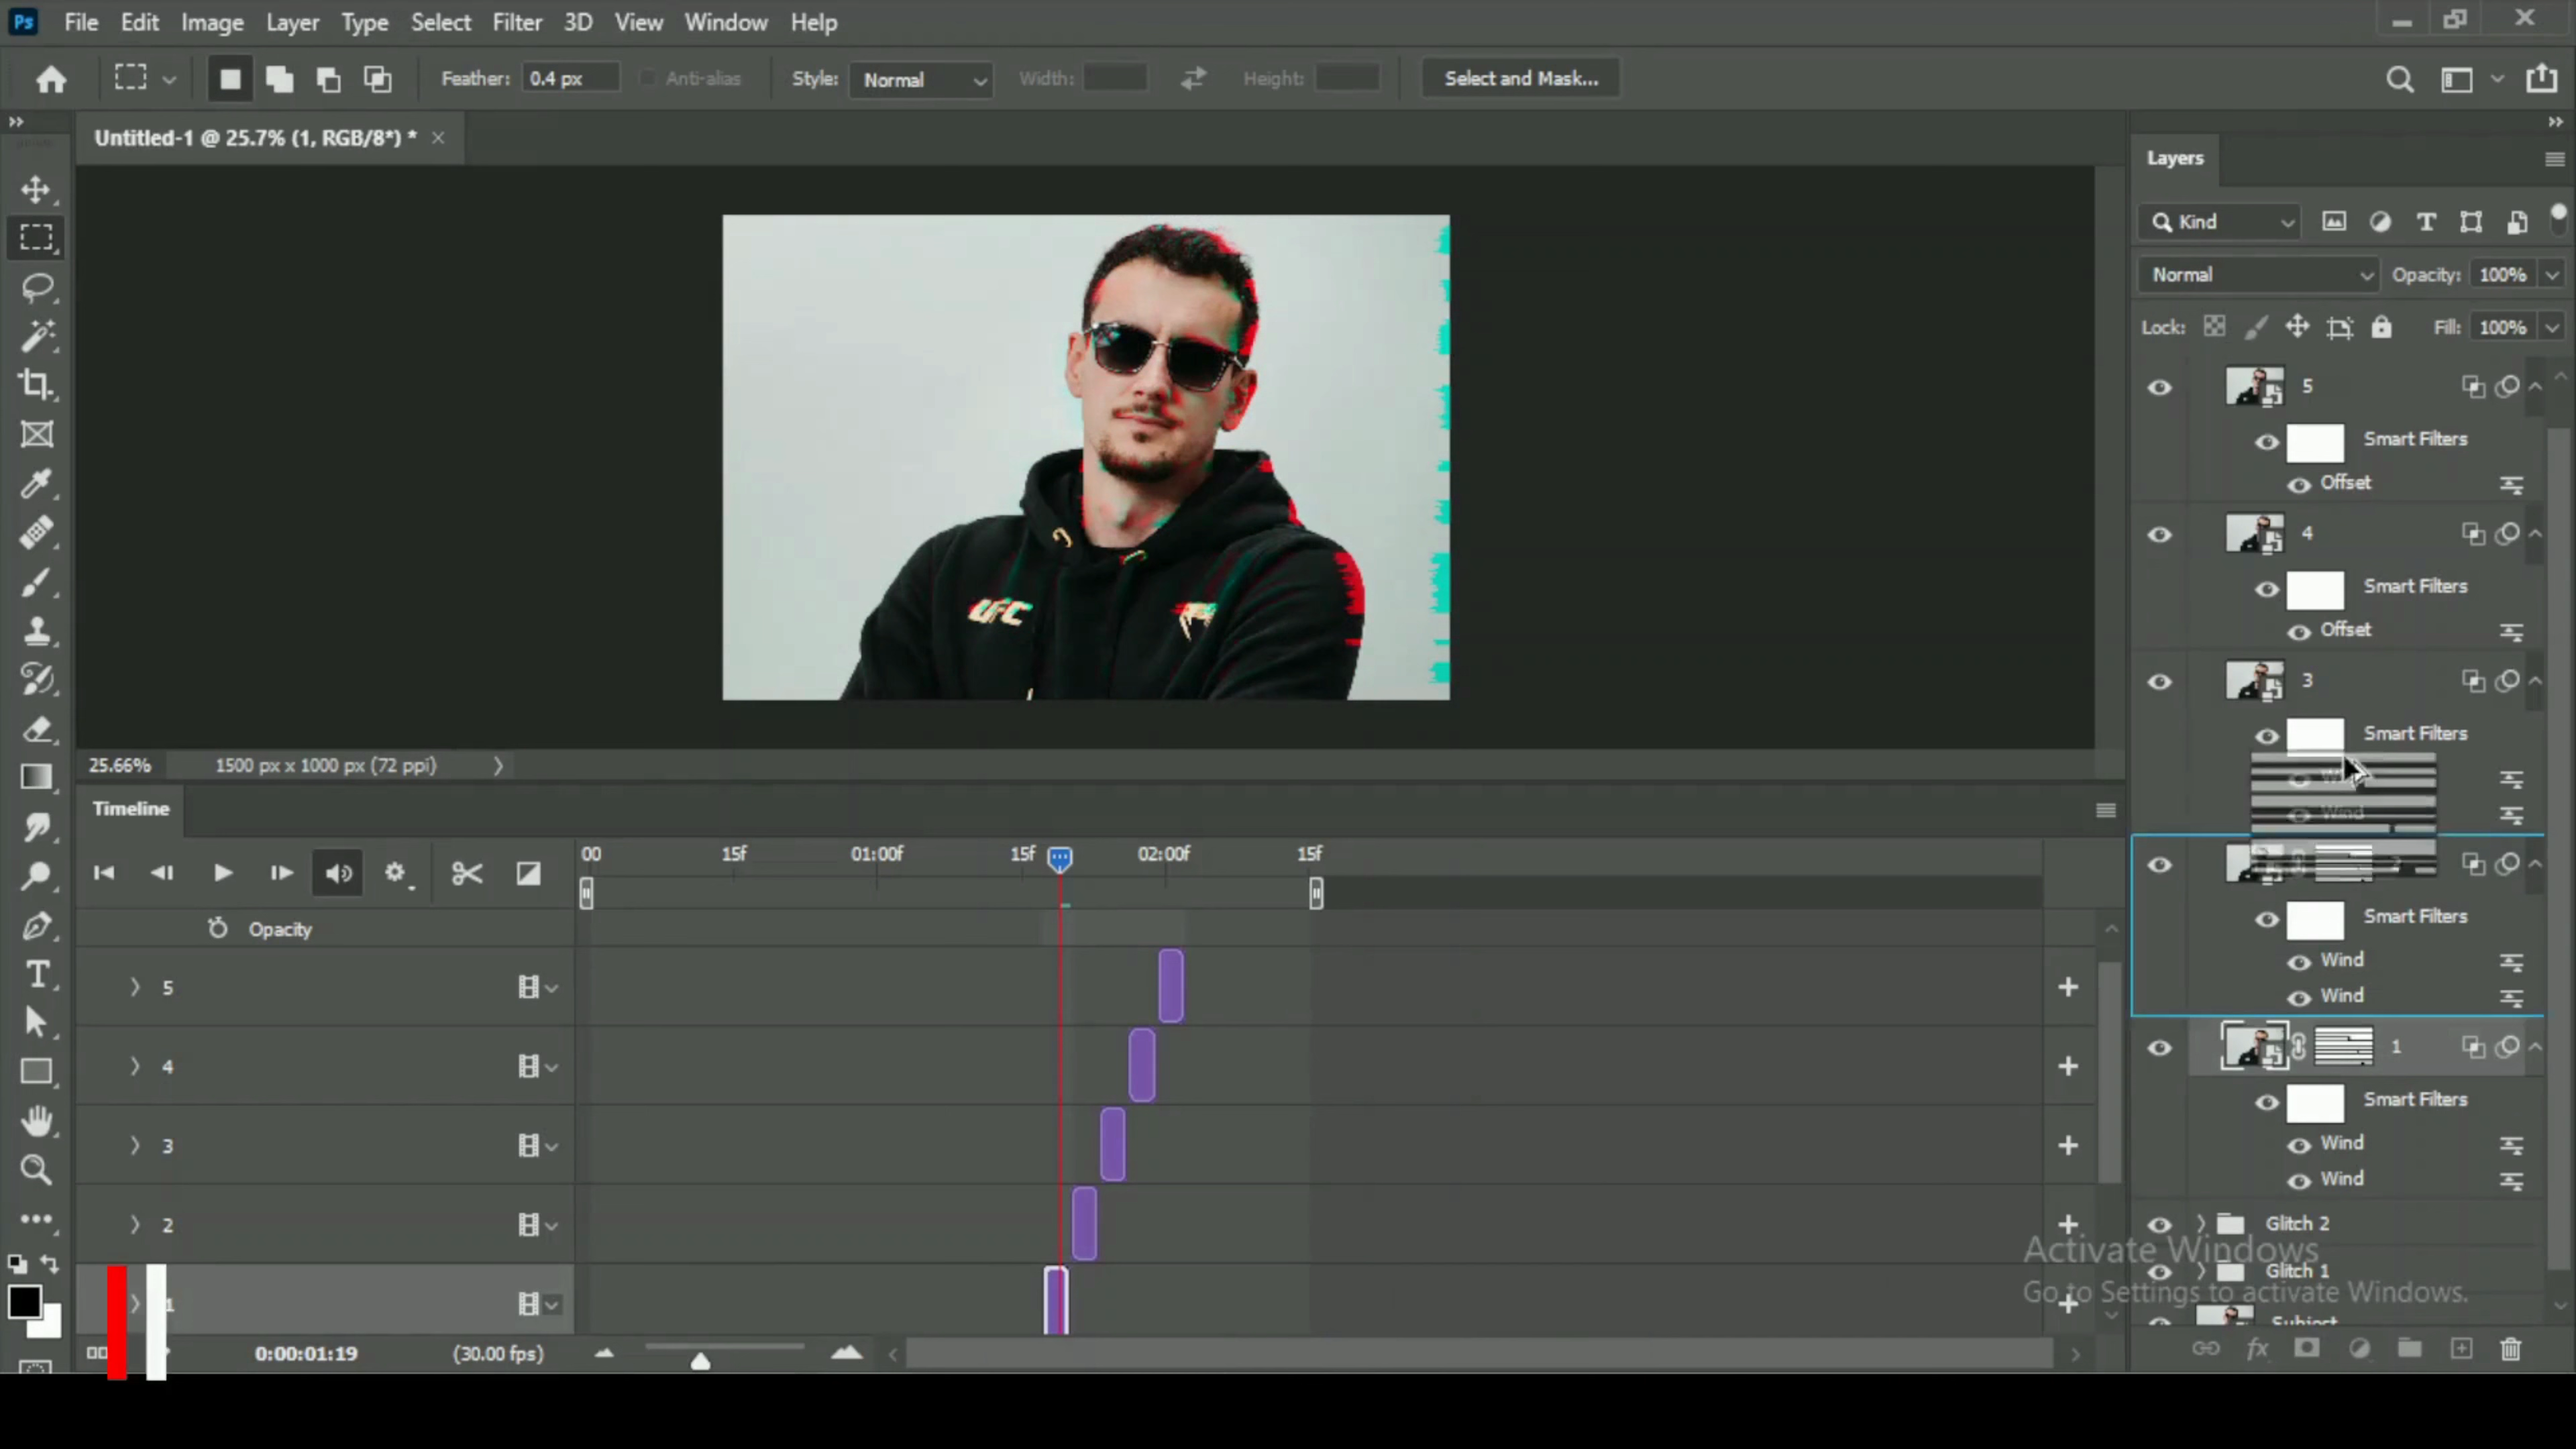 Ps File Edit Image Layer Type Select Filter 3D View Window Help
Feather: 0.4 px Anti-alias Style: Normal Width: Height: Select and Mask...
Untitled-1 @ 25.7% (1, RGB/8*) *
UFC
25.66% 1500 px x 1000 px (72 ppi)
Timeline
00 15f 01:00f 15f 02:00f 15f
Opacity
5
4
3
2
1
0:00:01:19 (30.00 fps)
Layers
Kind
Normal Opacity: 100%
Lock: Fill: 100%
5
Smart Filters
Offset
4
Smart Filters
Offset
3
Smart Filters
Wind
2
Smart Filters
Wind
Wind
1
Smart Filters
Wind
Wind
Glitch 2
Activate Windows
Glitch 1
Go to Settings to activate Windows.
Subject